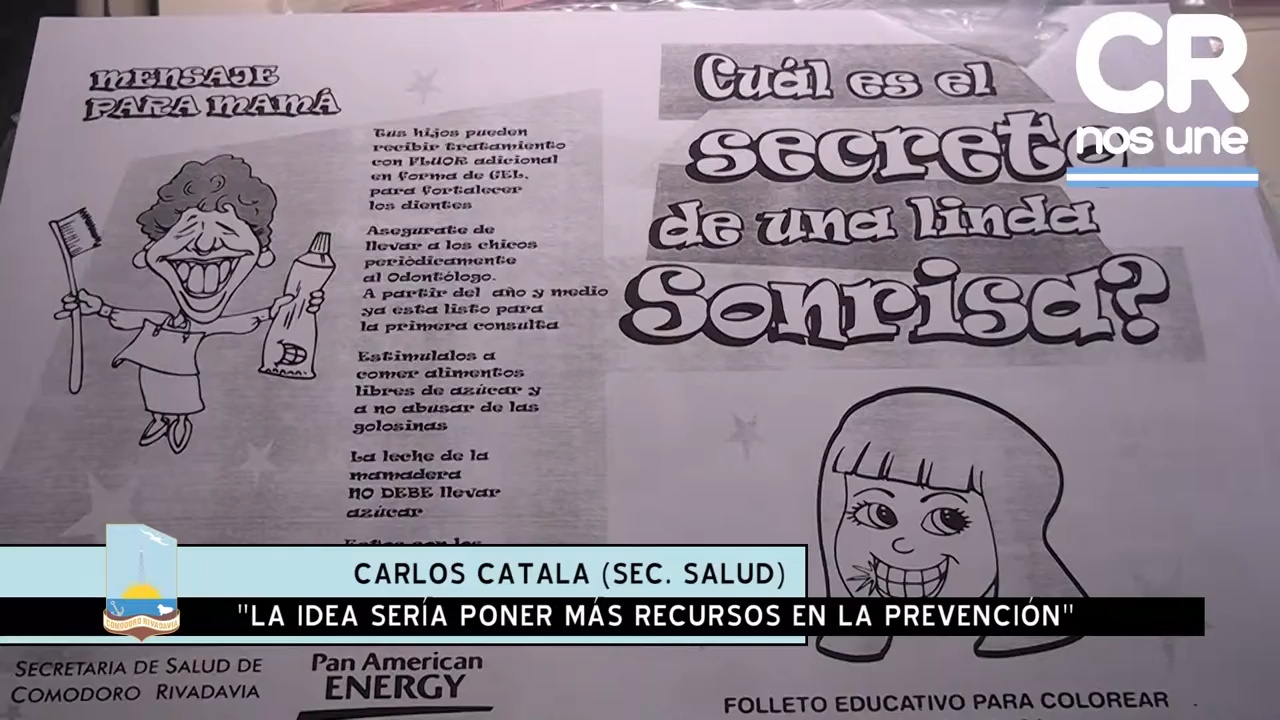 MENSAJE
PARA MAMÁ
Tus hijos pueden
recibir tratamiento
con FLUOR adicional
en forma de GEL,
para fortalecer
los dientes
Asegurate de
llevar a los chicos
periòdicamente
al Odontòlogo.
A partir del año y medio
ya esta listo para
la primera consulta
Estimulalos a
comer alimentos
libres de azúcar y
a no abusar de las
golosinas
La leche de la
mamadera
NO DEBE llevar
azúcar
Estos son los
Cuál es el
secreto
de una linda
Sonrisa?
CR
nos une
CARLOS CATALA (SEC. SALUD)
"LA IDEA SERÍA PONER MÁS RECURSOS EN LA PREVENCIÓN"
COMODORO RIVADAVIA
SECRETARIA DE SALUD DE
COMODORO RIVADAVIA
Pan American
ENERGY
FOLLETO EDUCATIVO PARA COLOREAR